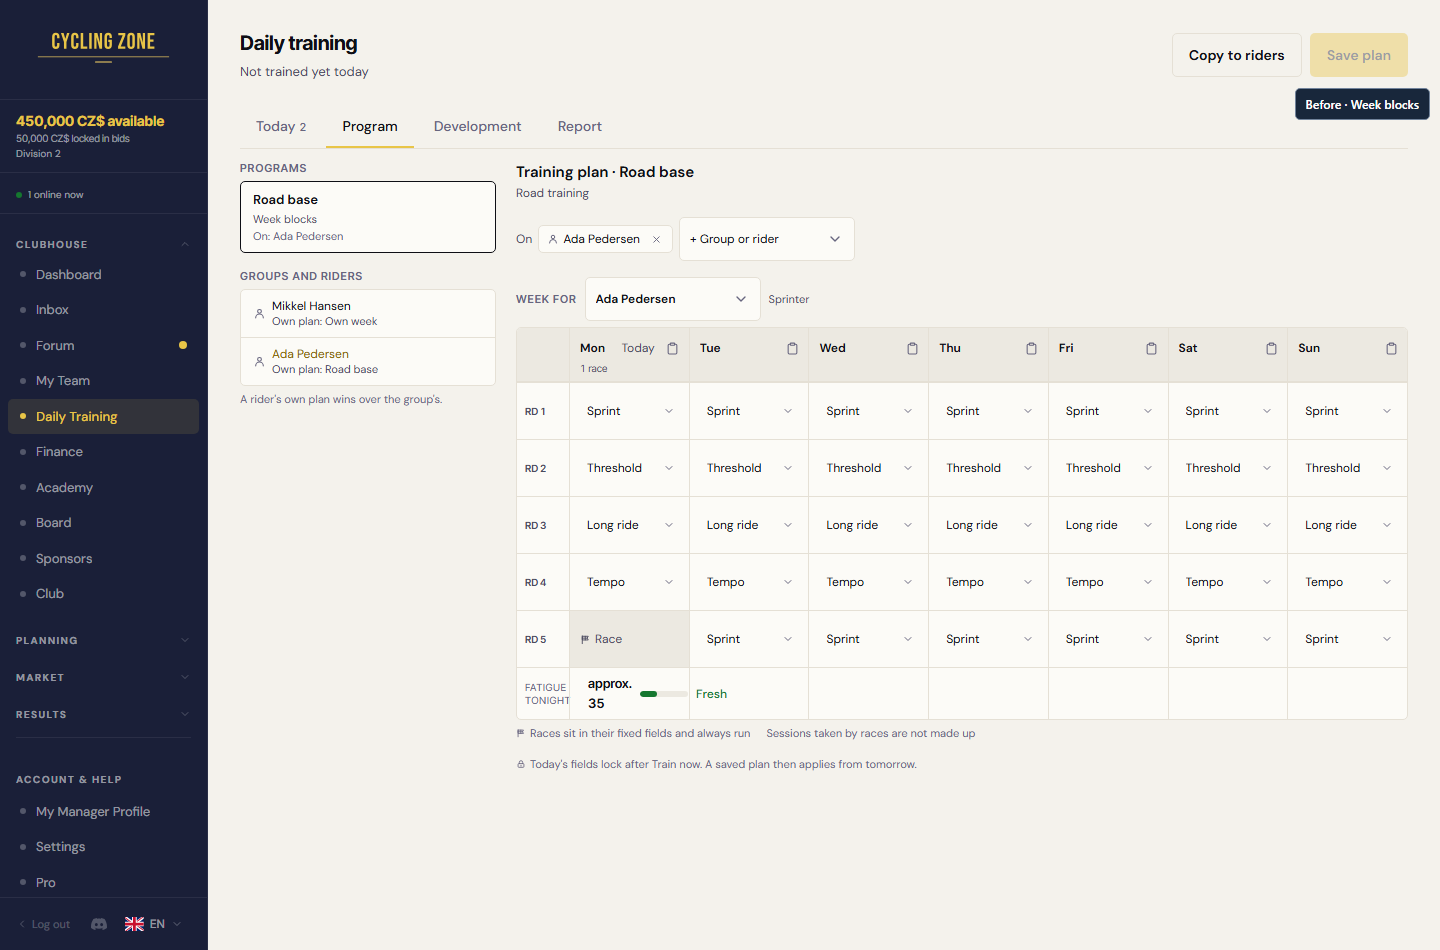 CYCLING ZONE
450,000 CZ$ available
50,000 CZ$ locked in bids
Division 2
1 online now
CLUBHOUSE
Dashboard
Inbox
Forum
My Team
Daily Training
Finance
Academy
Board
Sponsors
Club
PLANNING
MARKET
RESULTS
ACCOUNT & HELP
My Manager Profile
Settings
Pro
Log out EN
Daily training
Not trained yet today
Copy to riders Save plan
Before · Week blocks
Today 2 Program Development Report
PROGRAMS
Road base
Week blocks
On: Ada Pedersen
GROUPS AND RIDERS
Mikkel Hansen
Own plan: Own week
Ada Pedersen
Own plan: Road base
A rider's own plan wins over the group's.
Training plan · Road base
Road training
On Ada Pedersen + Group or rider
WEEK FOR Ada Pedersen Sprinter
Mon Today Tue Wed Thu Fri Sat Sun
1 race
RD 1 Sprint Sprint Sprint Sprint Sprint Sprint Sprint
RD 2 Threshold Threshold Threshold Threshold Threshold Threshold Threshold
RD 3 Long ride Long ride Long ride Long ride Long ride Long ride Long ride
RD 4 Tempo Tempo Tempo Tempo Tempo Tempo Tempo
RD 5 Race Sprint Sprint Sprint Sprint Sprint Sprint
FATIGUE TONIGHT approx. 35 Fresh
Races sit in their fixed fields and always run Sessions taken by races are not made up
Today's fields lock after Train now. A saved plan then applies from tomorrow.